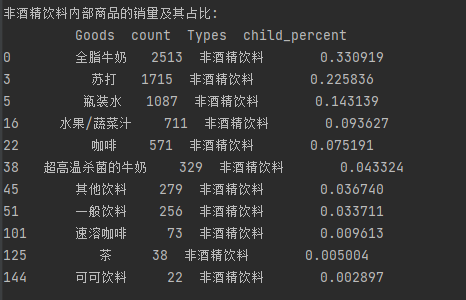 非酒精饮料内部商品的销量及其占比:
Goods count Types child_percent
0 全脂牛奶 2513 非酒精饮料 0.330919
3 苏打 1715 非酒精饮料 0.225836
5 瓶装水 1087 非酒精饮料 0.143139
16 水果/蔬菜汁 711 非酒精饮料 0.093627
22 咖啡 571 非酒精饮料 0.075191
38 超高温杀菌的牛奶 329 非酒精饮料 0.043324
45 其他饮料 279 非酒精饮料 0.036740
51 一般饮料 256 非酒精饮料 0.033711
101 速溶咖啡 73 非酒精饮料 0.009613
125 茶 38 非酒精饮料 0.005004
144 可可饮料 22 非酒精饮料 0.002897